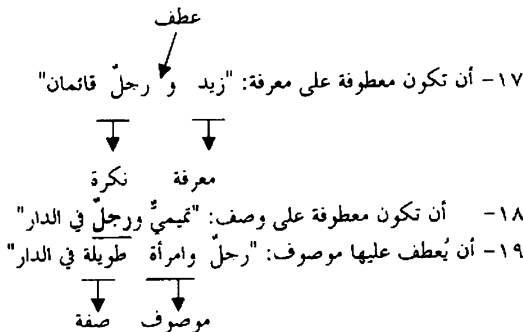 عطف
١٧- أن تكون معطوفة على معرفة: "زيد و رجلٌ قائمان"
معرفة نكرة
١٨- أن تكون معطوفة على وصف: "تميميٌّ ورجلٌ في الدار"
١٩- أن يُعطف عليها موصوف: "رجلٌ وامرأة طويلة في الدار"
موصوف صفة